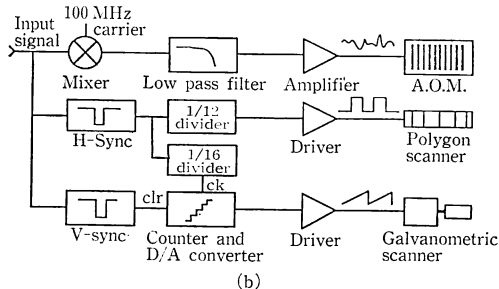 Input
signal
100 MHz
carrier
Mixer
Low pass filter
Amplifier
A.O.M.
H-Sync
1/12
divider
Driver
Polygon
scanner
1/16
divider
ck
clr
V-sync
Counter and
D/A converter
Driver
Galvanometric
scanner
(b)